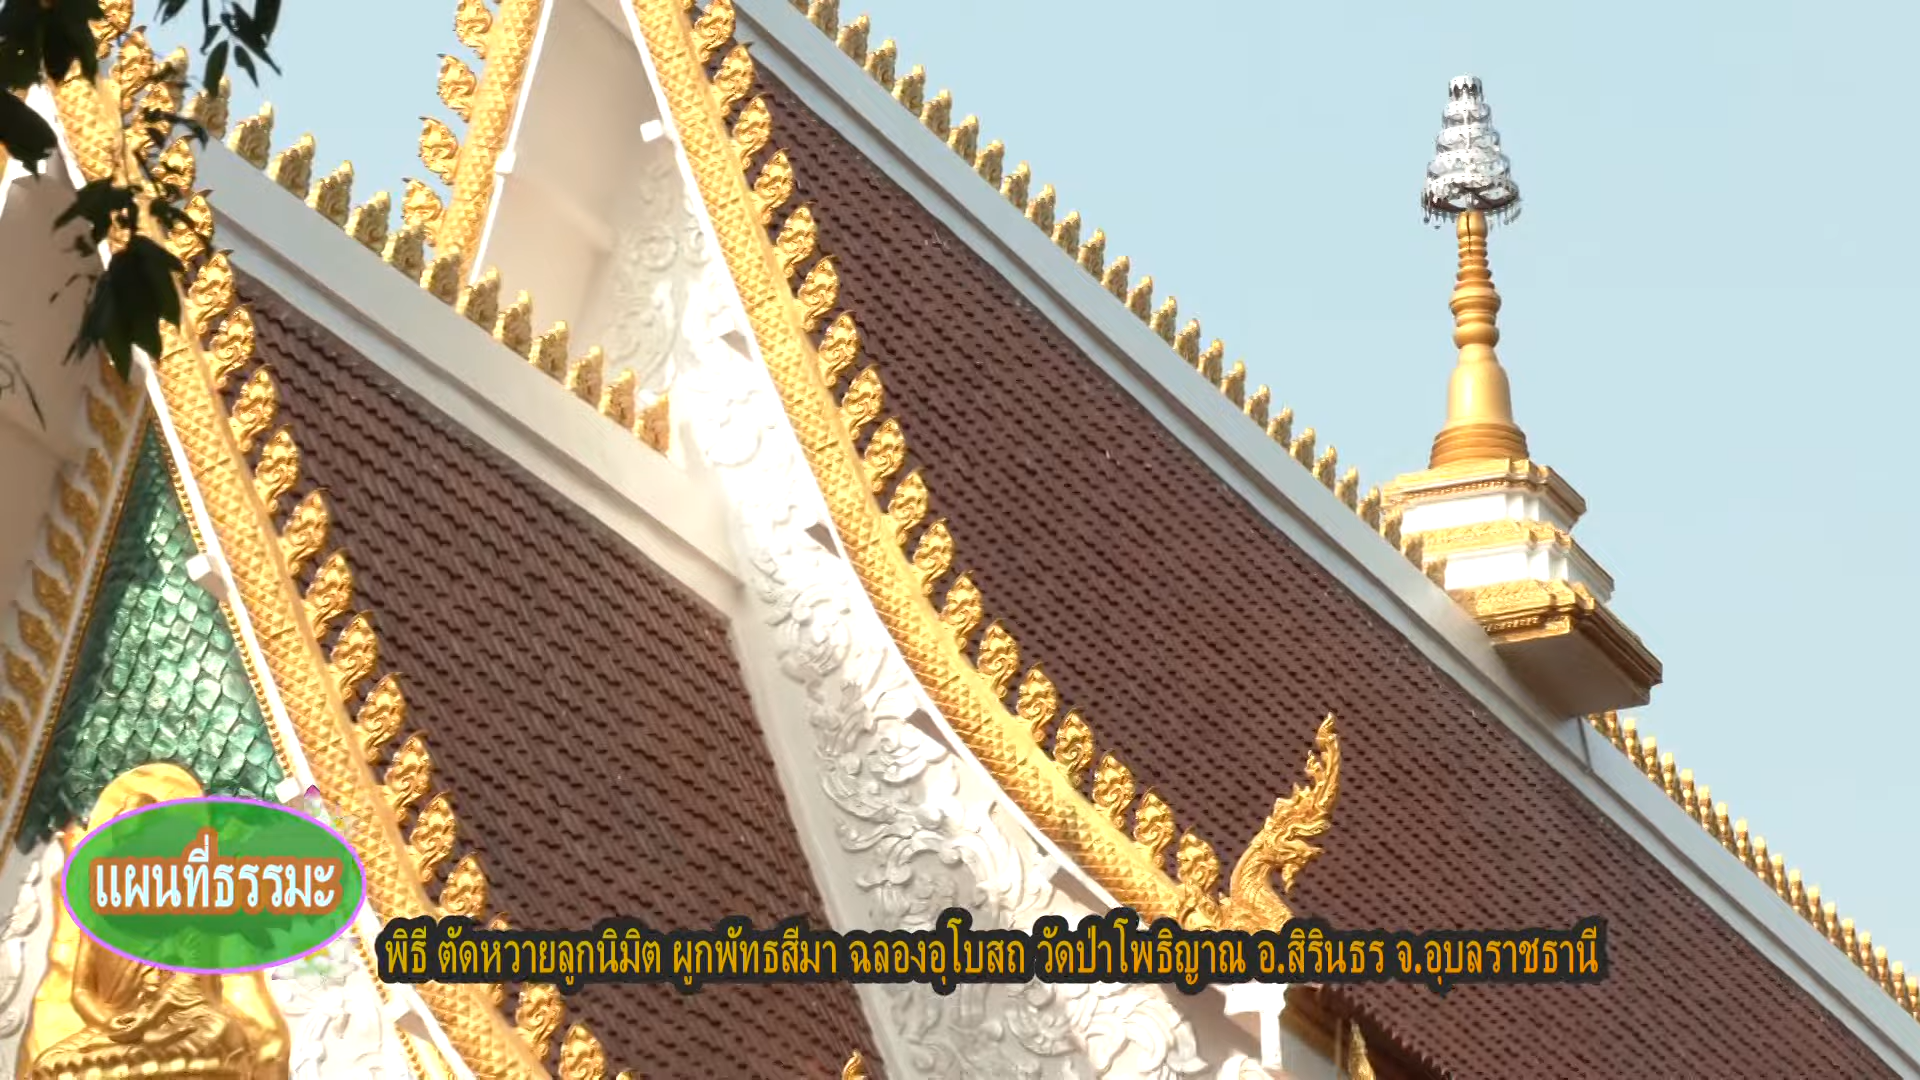 แผนที่ธรรมะ
พิธี ตัดหวายลูกนิมิต ผูกพัทธสีมา ฉลองอุโบสถ วัดป่าโพธิญาณ อ.สิรินธร จ.อุบลราชธานี